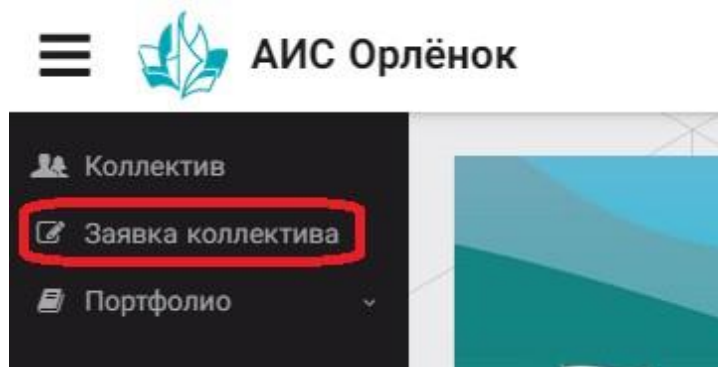 АИС Орлёнок
Коллектив
Заявка коллектива
Портфолио